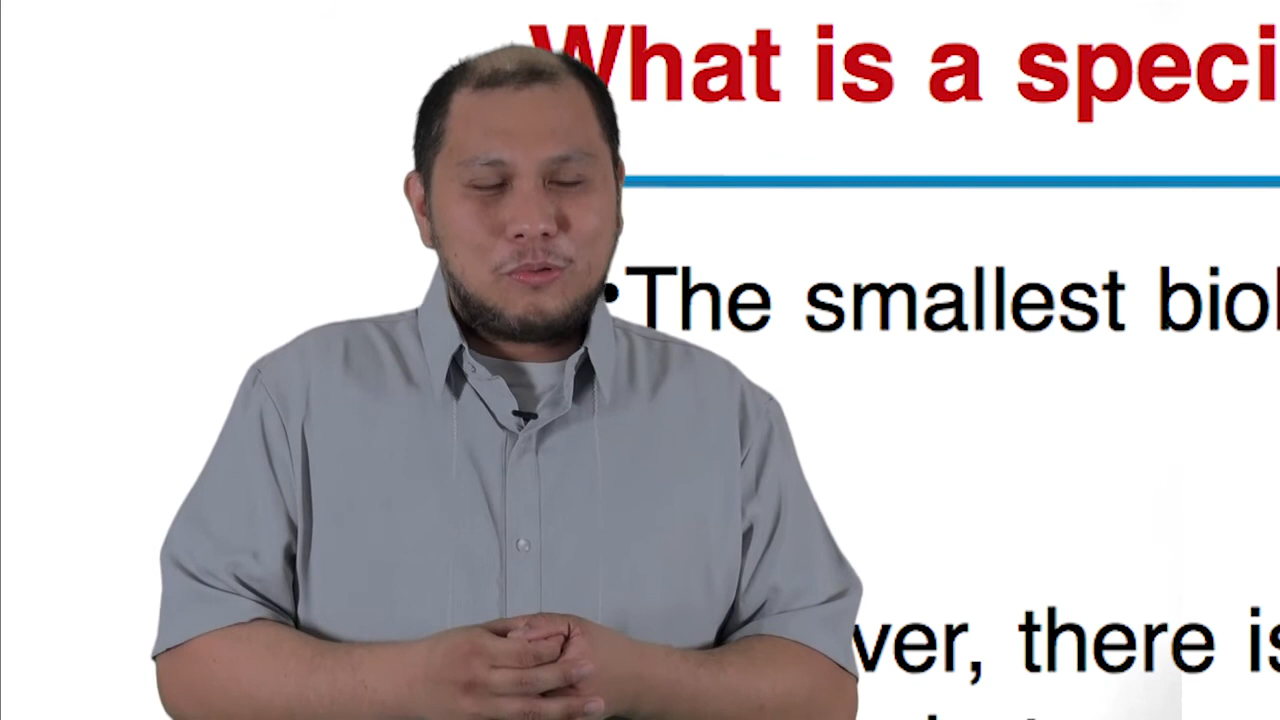 What is a speci
•The smallest biol
ver, there is